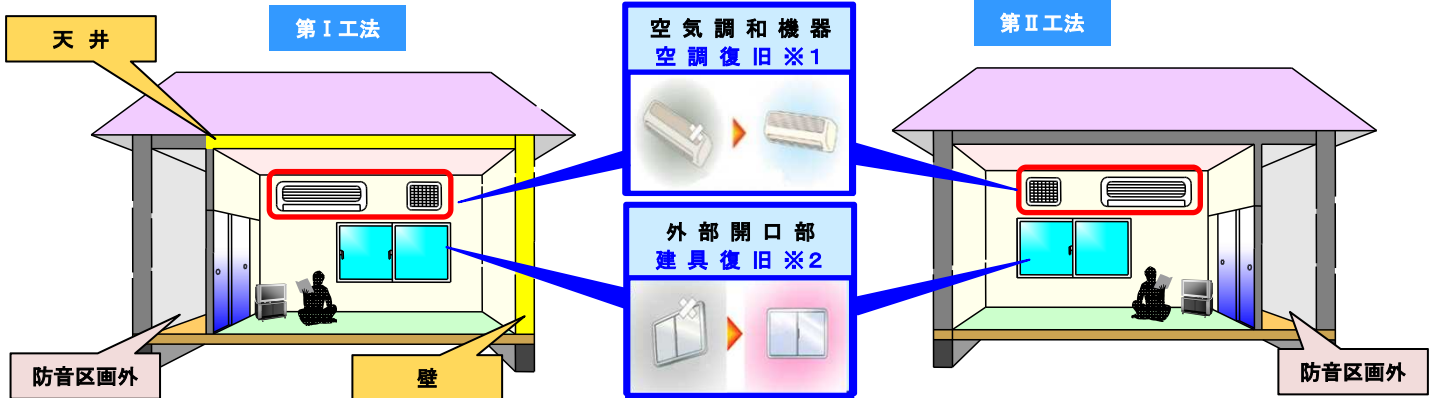 天井
第Ⅰ工法
空気調和機器
空調復旧※1
第Ⅱ工法
外部開口部
建具復旧※2
防音区画外
壁
防音区画外